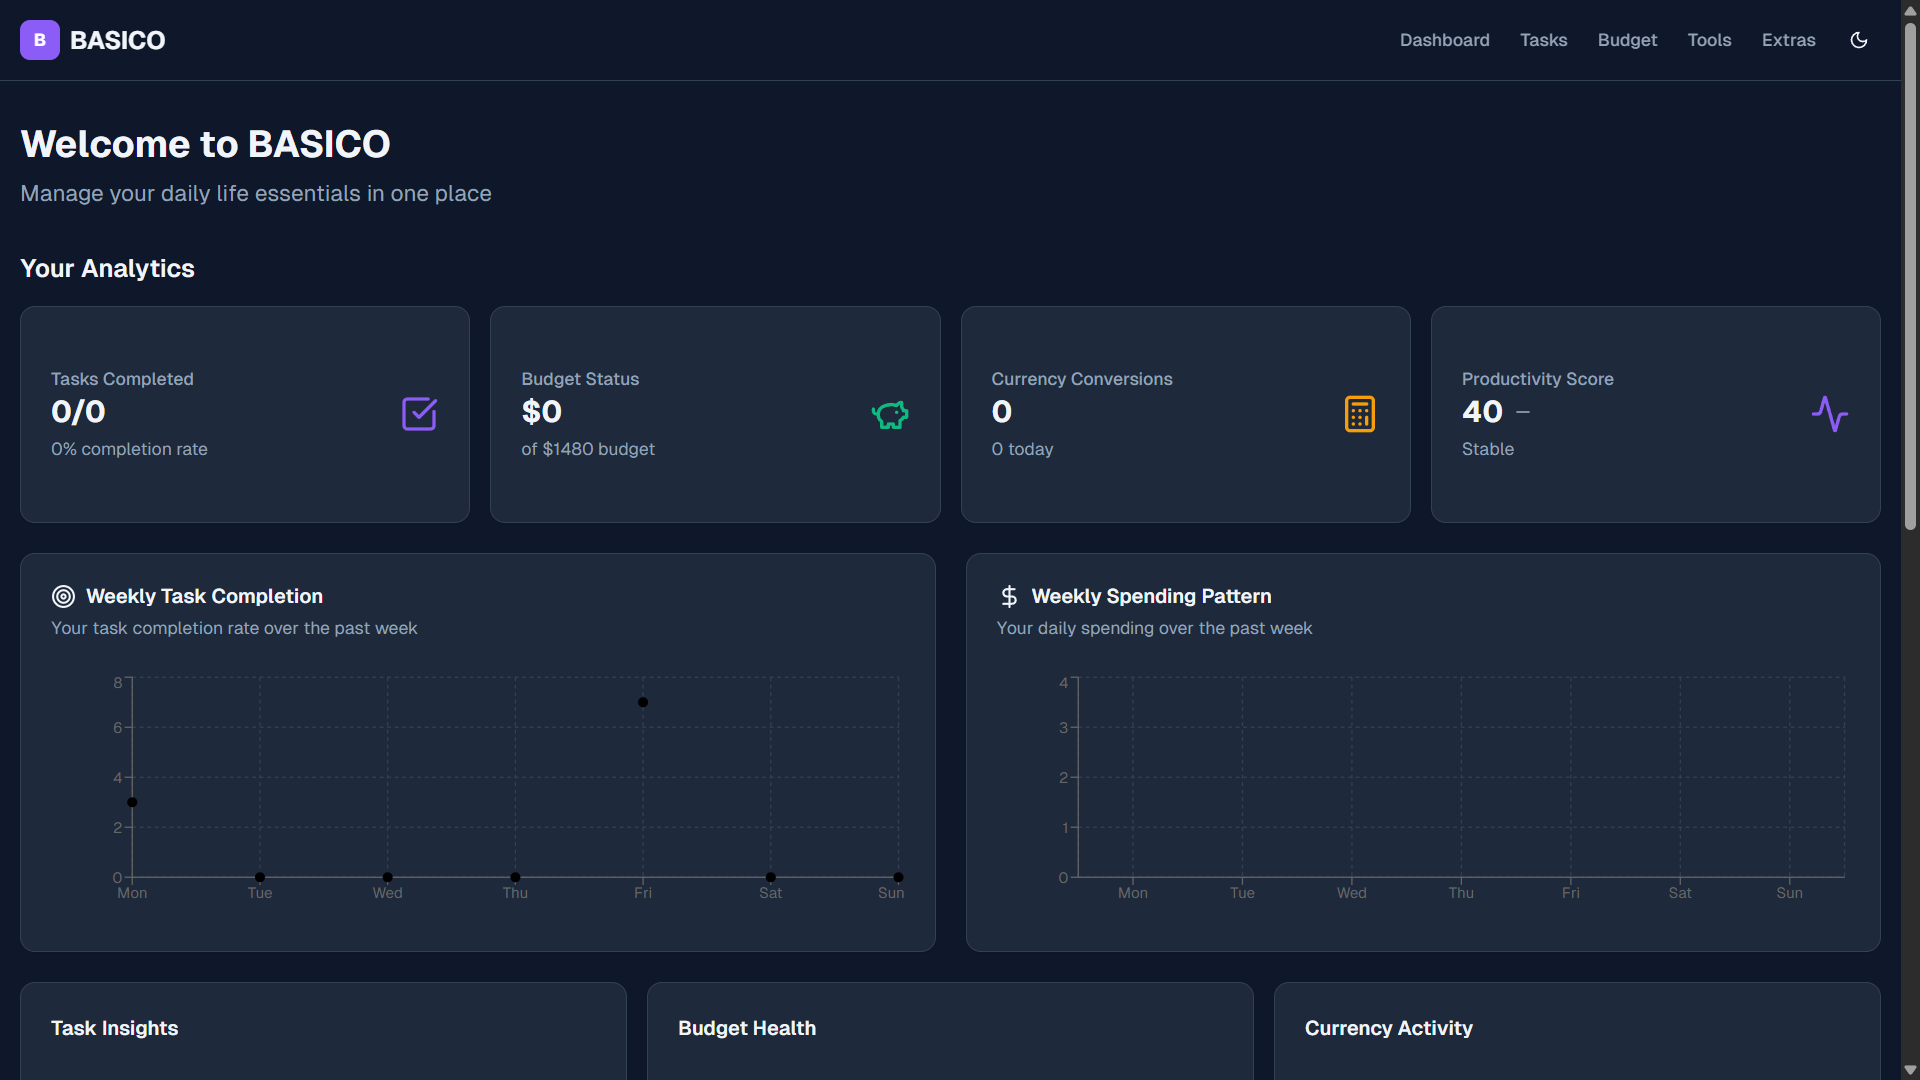 B BASICO
Dashboard Tasks Budget Tools Extras
Welcome to BASICO
Manage your daily life essentials in one place
Your Analytics
Tasks Completed
0/0
0% completion rate
Budget Status
$0
of $1480 budget
Currency Conversions
0
0 today
Productivity Score
40 —
Stable
Weekly Task Completion
Your task completion rate over the past week
8
6
4
2
0
Mon Tue Wed Thu Fri Sat Sun
Weekly Spending Pattern
Your daily spending over the past week
4
3
2
1
0
Mon Tue Wed Thu Fri Sat Sun
Task Insights
Budget Health
Currency Activity